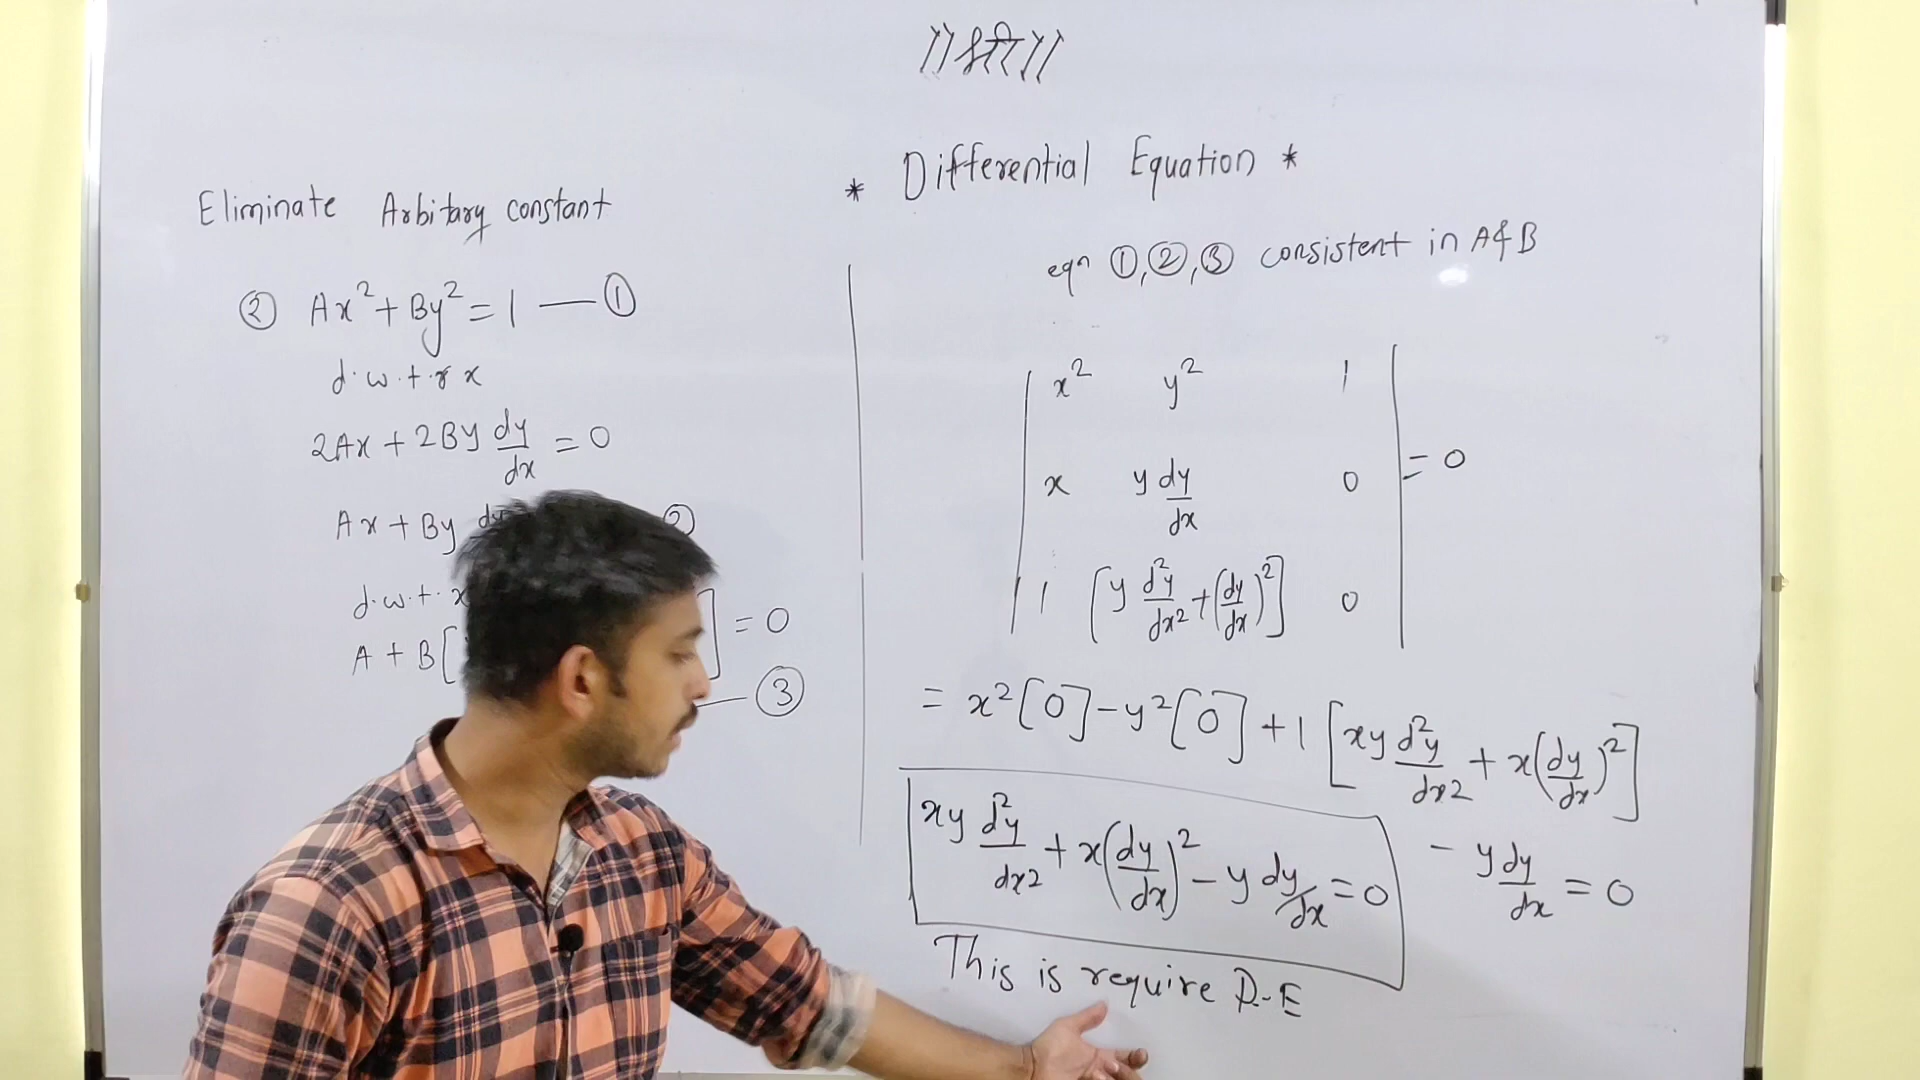 ॥श्री॥
* Differential Equation *
Eliminate Arbitary constant
② Ax² + By² = 1 — ①
d.w.t.r x
2Ax + 2By dy/dx = 0
Ax + By dy ②
d.w.t. x
A + B[ ] = 0
— ③
eqn ①,②,③ consistent in A & B
| x² y² 1 |
| x y dy/dx 0 | = 0
| 1 [y d²y/dx2 + (dy/dx)²] 0 |
= x²[0] - y²[0] + 1 [xy d²y/dx2 + x(dy/dx)²]
- y dy/dx = 0
xy d²y/dx2 + x(dy/dx)² - y dy/dx = 0
This is require D.E